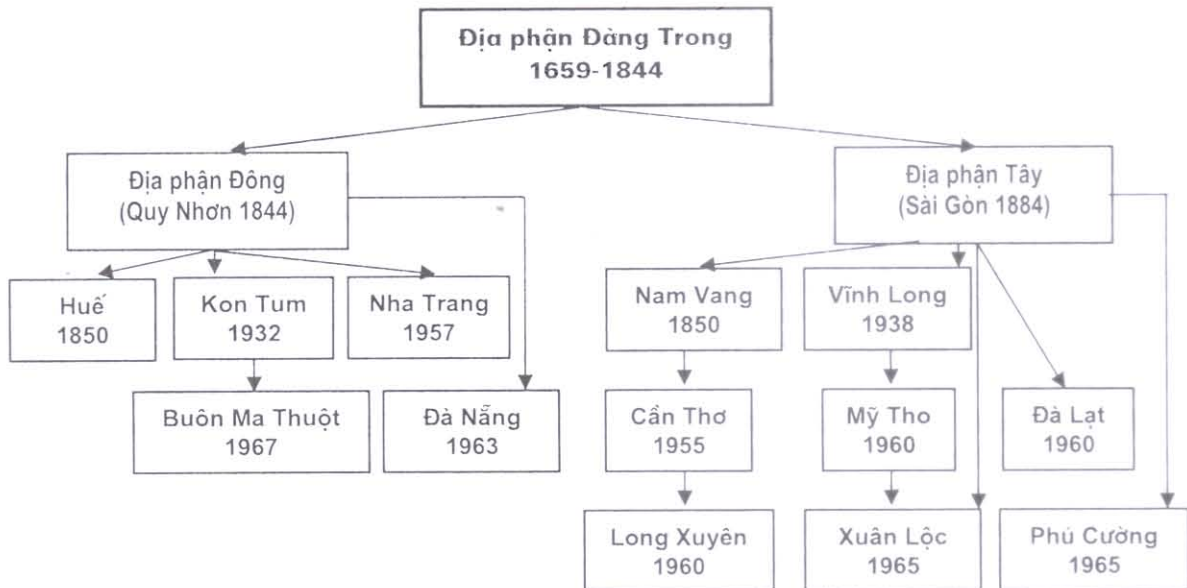 Địa phận Đàng Trong
1659-1844
Địa phận Đông
(Quy Nhơn 1844)
Địa phận Tây
(Sài Gòn 1884)
Huế
1850
Kon Tum
1932
Nha Trang
1957
Nam Vang
1850
Vĩnh Long
1938
Buôn Ma Thuột
1967
Đà Nẵng
1963
Cần Thơ
1955
Mỹ Tho
1960
Đà Lạt
1960
Long Xuyên
1960
Xuân Lộc
1965
Phú Cường
1965